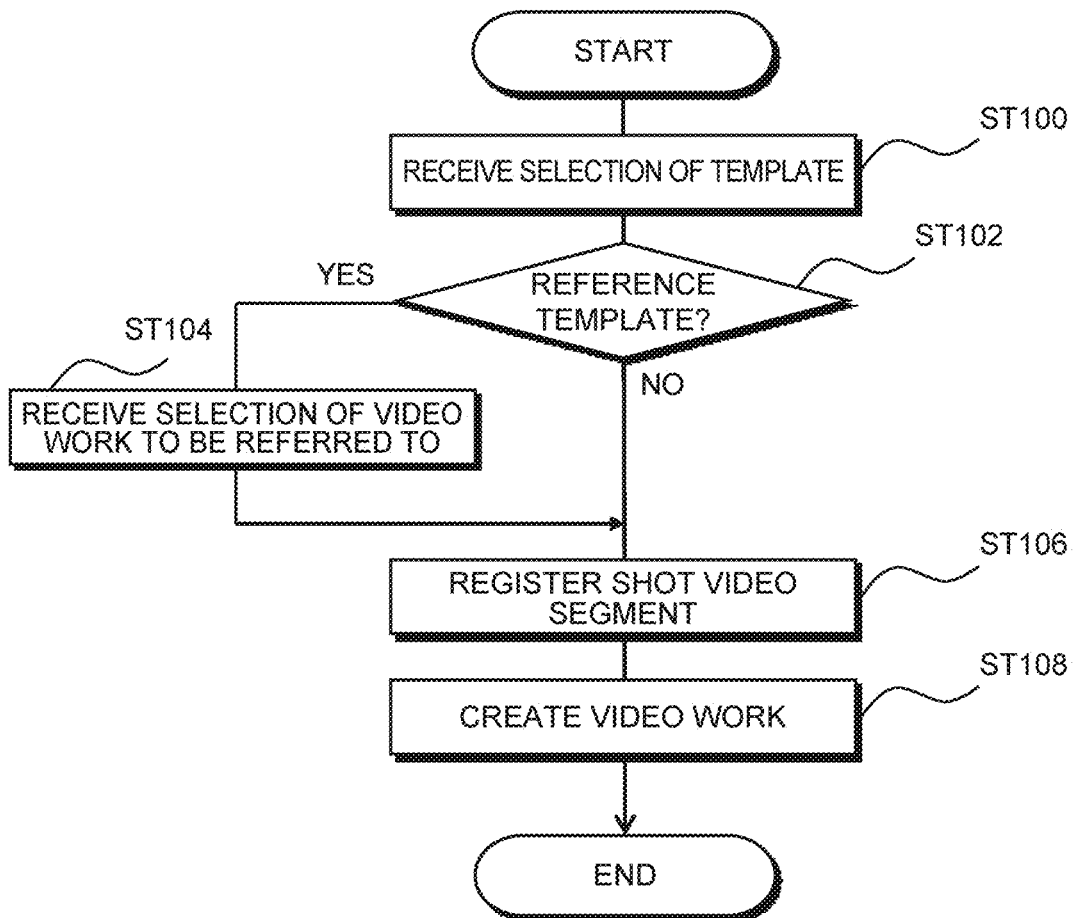 START
ST100
RECEIVE SELECTION OF TEMPLATE
ST102
YES
REFERENCE
TEMPLATE?
ST104
NO
RECEIVE SELECTION OF VIDEO
WORK TO BE REFERRED TO
ST106
REGISTER SHOT VIDEO
SEGMENT
ST108
CREATE VIDEO WORK
END